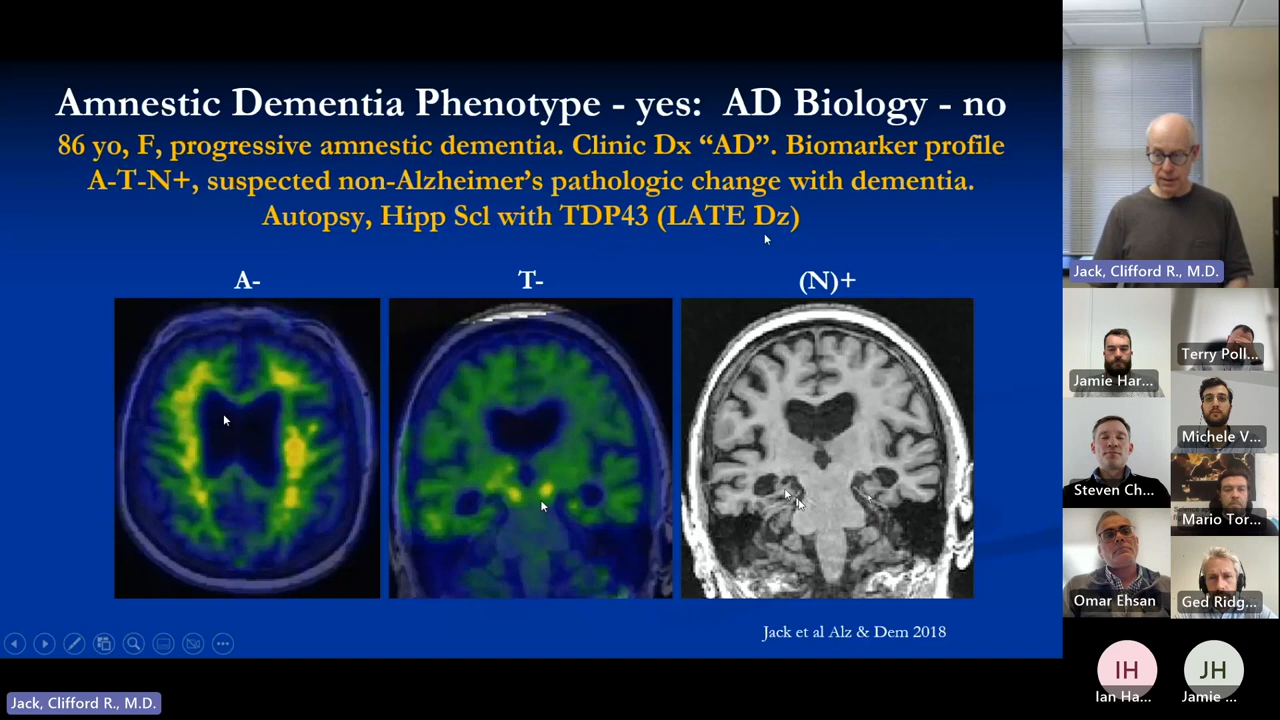 Amnestic Dementia Phenotype - yes: AD Biology - no
86 yo, F, progressive amnestic dementia. Clinic Dx “AD”. Biomarker profile
A-T-N+, suspected non-Alzheimer’s pathologic change with dementia.
Autopsy, Hipp Scl with TDP43 (LATE Dz)
A-
T-
(N)+
Jack et al Alz & Dem 2018
Jack, Clifford R., M.D.
Jack, Clifford R., M.D.
Jamie Har...
Terry Poll...
Michele V...
Steven Ch...
Mario Tor...
Omar Ehsan
Ged Ridg...
IH
JH
Ian Ha...
Jamie ...